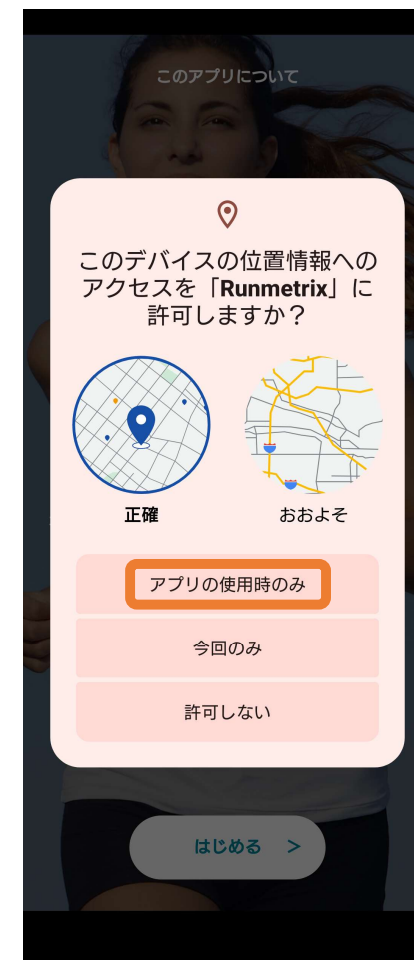 このアプリについて
このデバイスの位置情報への
アクセスを「Runmetrix」に
許可しますか？
正確
おおよそ
アプリの使用時のみ
今回のみ
許可しない
はじめる >